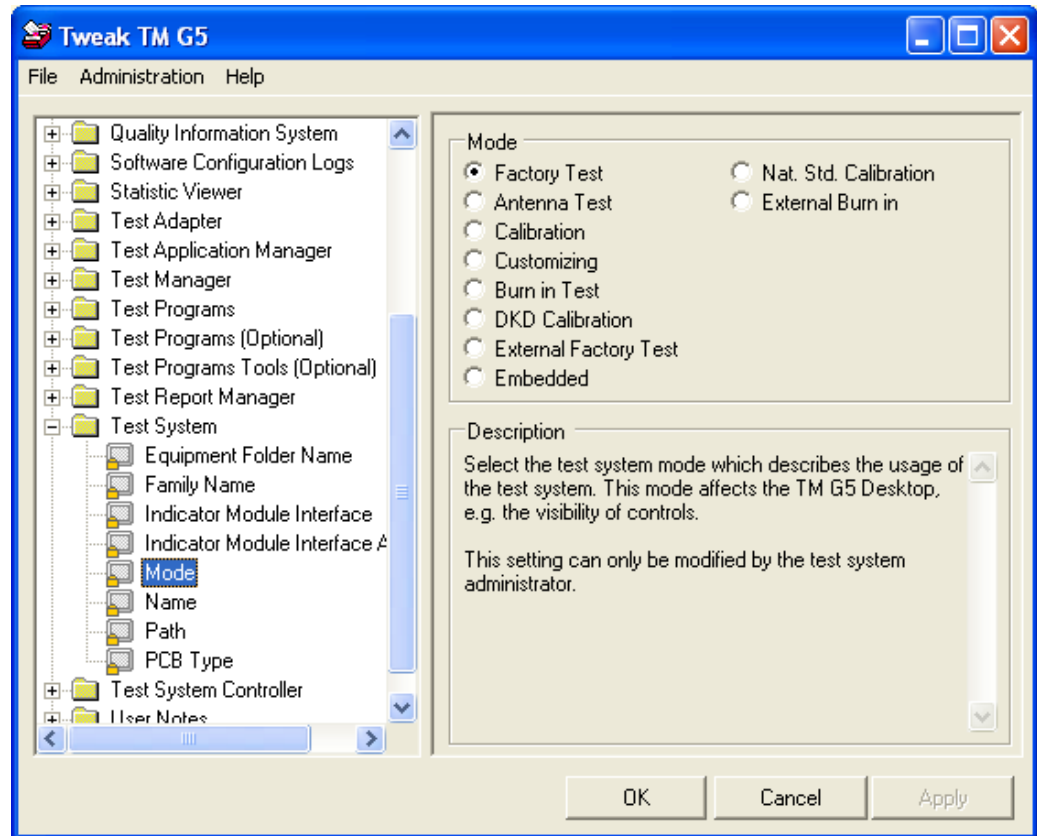 Tweak TM G5
File Administration Help
Quality Information System
Software Configuration Logs
Statistic Viewer
Test Adapter
Test Application Manager
Test Manager
Test Programs
Test Programs (Optional)
Test Programs Tools (Optional)
Test Report Manager
Test System
Equipment Folder Name
Family Name
Indicator Module Interface
Indicator Module Interface A
Mode
Name
Path
PCB Type
Test System Controller
User Notes
Mode
Factory Test
Antenna Test
Calibration
Customizing
Burn in Test
DKD Calibration
External Factory Test
Embedded
Nat. Std. Calibration
External Burn in
Description
Select the test system mode which describes the usage of
the test system. This mode affects the TM G5 Desktop,
e.g. the visibility of controls.
This setting can only be modified by the test system
administrator.
OK Cancel Apply